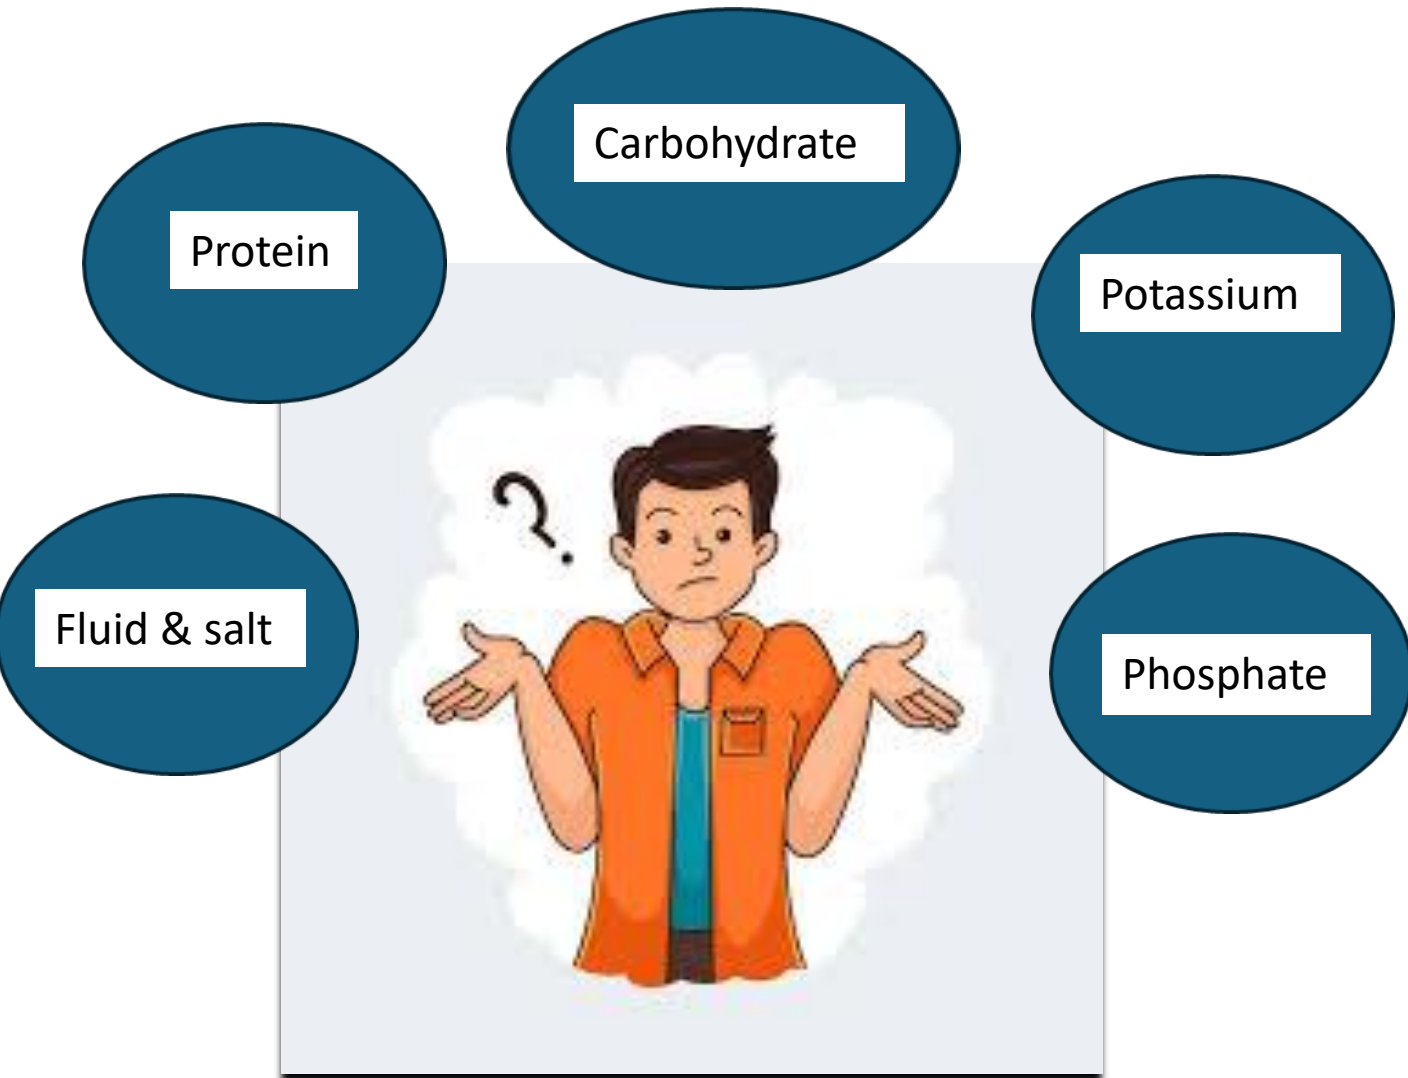 Carbohydrate
Protein
Potassium
?
Fluid & salt
Phosphate